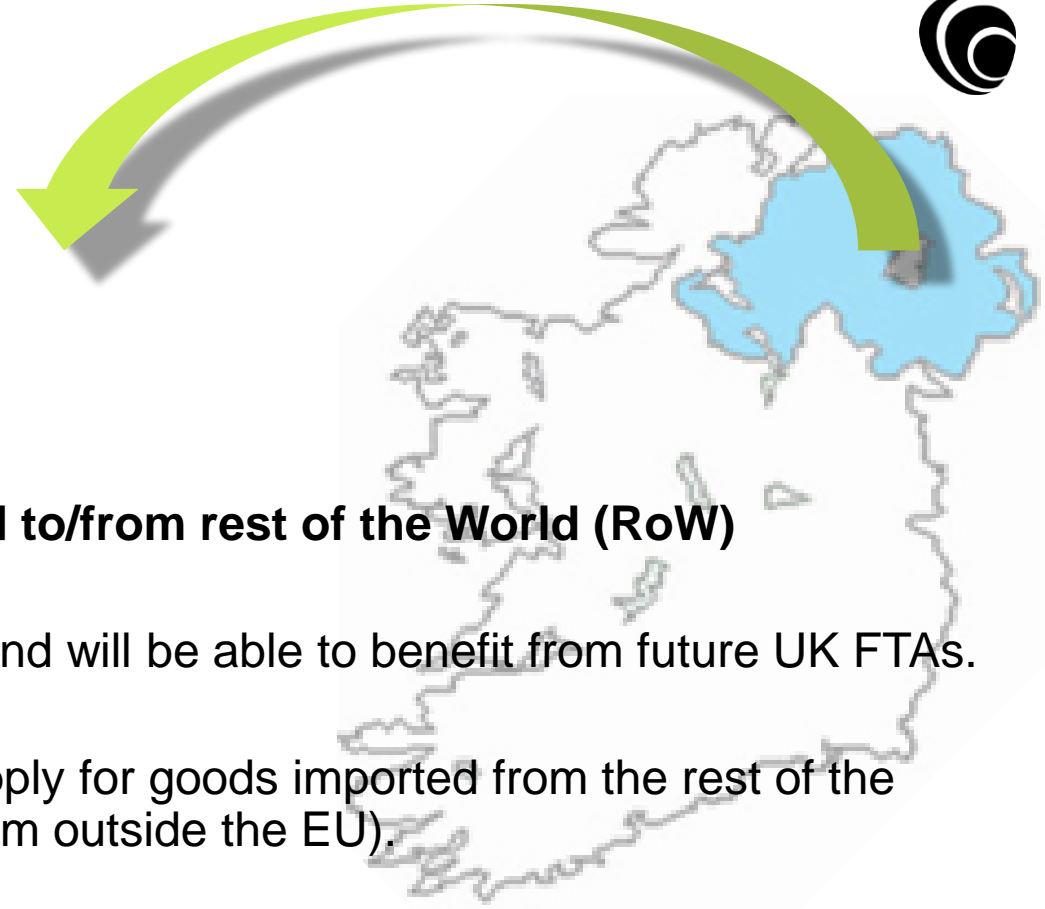 to/from rest of the World (RoW)
nd will be able to benefit from future UK FTAs.
ply for goods imported from the rest of the
m outside the EU).